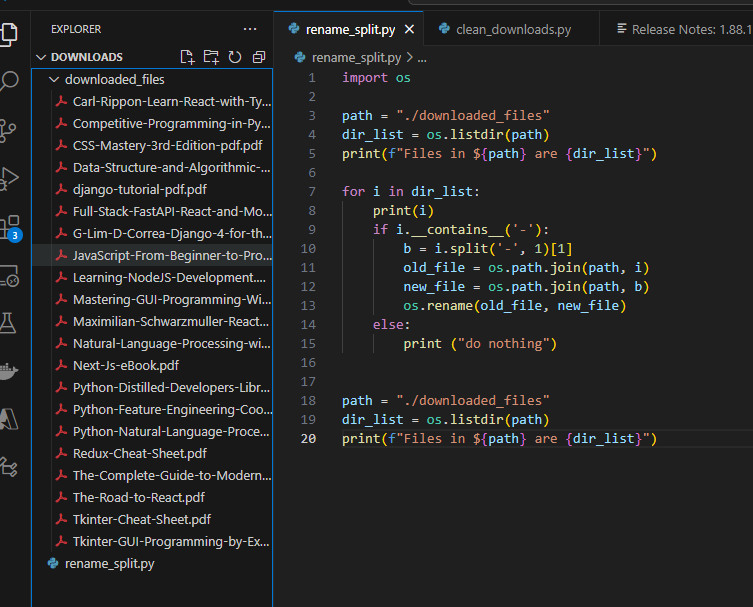 EXPLORER
...
DOWNLOADS
downloaded_files
Carl-Rippon-Learn-React-with-Ty...
Competitive-Programming-in-Py...
CSS-Mastery-3rd-Edition-pdf.pdf
Data-Structure-and-Algorithmic-...
django-tutorial-pdf.pdf
Full-Stack-FastAPI-React-and-Mo...
G-Lim-D-Correa-Django-4-for-th...
JavaScript-From-Beginner-to-Pro...
Learning-NodeJS-Development....
Mastering-GUI-Programming-Wi...
Maximilian-Schwarzmuller-React...
Natural-Language-Processing-wi...
Next-Js-eBook.pdf
Python-Distilled-Developers-Libr...
Python-Feature-Engineering-Coo...
Python-Natural-Language-Proce...
Redux-Cheat-Sheet.pdf
The-Complete-Guide-to-Modern...
The-Road-to-React.pdf
Tkinter-Cheat-Sheet.pdf
Tkinter-GUI-Programming-by-Ex...
rename_split.py
3
rename_split.py
clean_downloads.py
Release Notes: 1.88.1
rename_split.py > ...
1 import os
2
3 path = "./downloaded_files"
4 dir_list = os.listdir(path)
5 print(f"Files in ${path} are {dir_list}")
6
7 for i in dir_list:
8     print(i)
9     if i.__contains__('-'):
10         b = i.split('-', 1)[1]
11         old_file = os.path.join(path, i)
12         new_file = os.path.join(path, b)
13         os.rename(old_file, new_file)
14     else:
15         print ("do nothing")
16
17
18 path = "./downloaded_files"
19 dir_list = os.listdir(path)
20 print(f"Files in ${path} are {dir_list}")